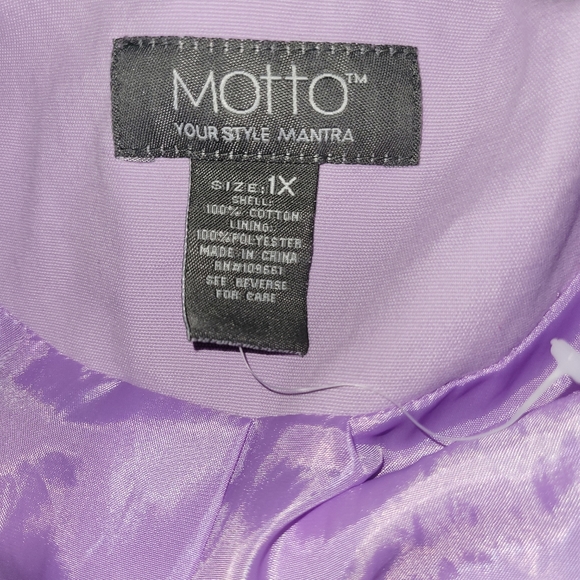 MOTTO™
YOUR STYLE MANTRA
SIZE: 1X
SHELL:
100% COTTON
LINING:
100% POLYESTER
MADE IN CHINA
RN#109661
SEE REVERSE
FOR CARE